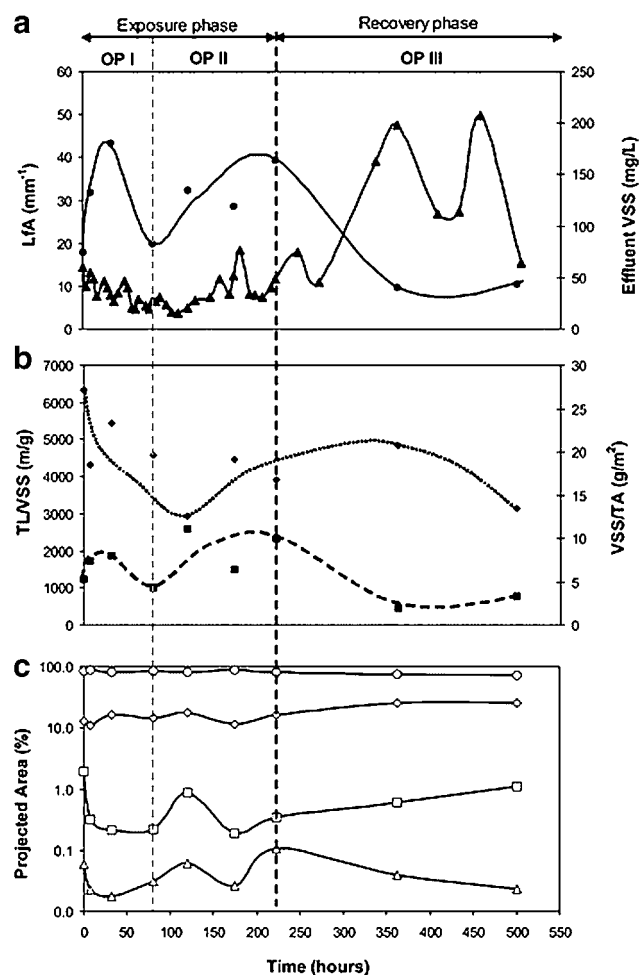 a
Exposure phase
Recovery phase
OP I
OP II
OP III
60
50
40
30
20
10
0
LfA (mm-1)
250
200
150
100
50
0
Effluent VSS (mg/L)
b
7000
6000
5000
4000
3000
2000
1000
0
TL/VSS (m/g)
30
25
20
15
10
5
0
VSS/TA (g/m2)
c
100.0
10.0
1.0
0.1
0.0
Projected Area (%)
0 50 100 150 200 250 300 350 400 450 500 550
Time (hours)